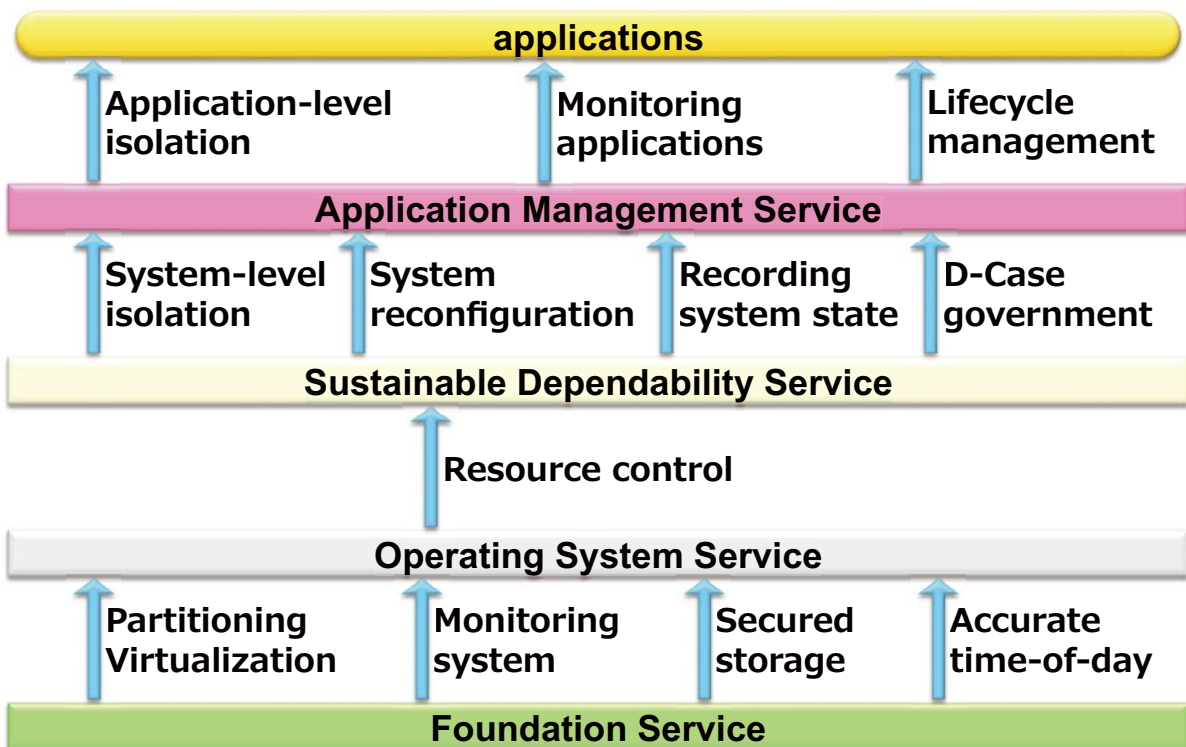 applications
Application-level
isolation
Monitoring
applications
Lifecycle
management
Application Management Service
System-level
isolation
System
reconfiguration
Recording
system state
D-Case
government
Sustainable Dependability Service
Resource control
Operating System Service
Partitioning
Virtualization
Monitoring
system
Secured
storage
Accurate
time-of-day
Foundation Service